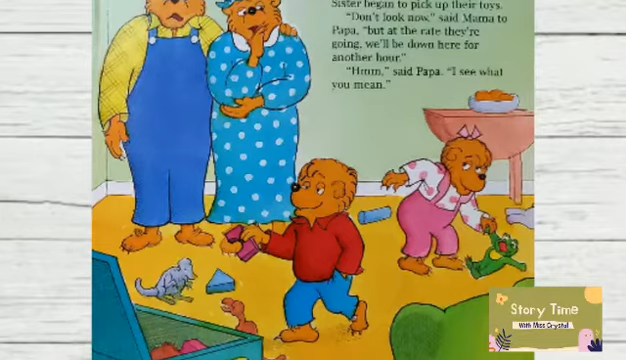 Sister began to pick up their toys.
"Don't look now," said Mama to
Papa, "but at the rate they're
going, we'll be down here for
another hour."
"Hmm," said Papa. "I see what
you mean."
Story Time
With Miss Crystal